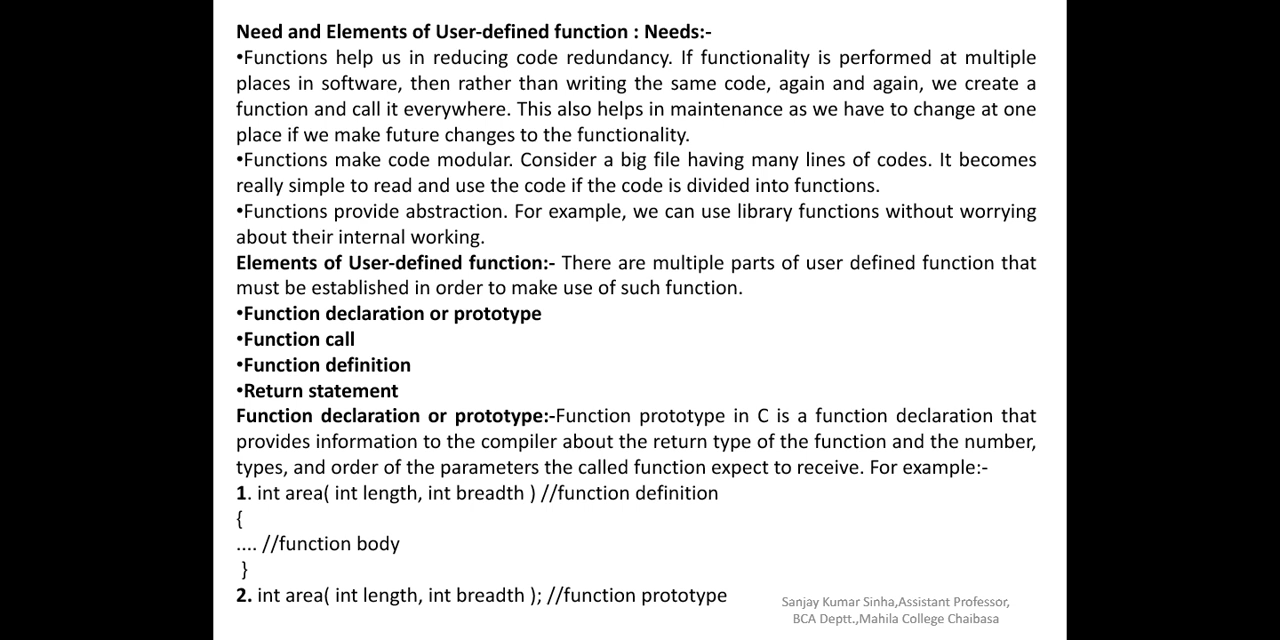 Need and Elements of User-defined function : Needs:-
•Functions help us in reducing code redundancy. If functionality is performed at multiple
places in software, then rather than writing the same code, again and again, we create a
function and call it everywhere. This also helps in maintenance as we have to change at one
place if we make future changes to the functionality.
•Functions make code modular. Consider a big file having many lines of codes. It becomes
really simple to read and use the code if the code is divided into functions.
•Functions provide abstraction. For example, we can use library functions without worrying
about their internal working.
Elements of User-defined function:- There are multiple parts of user defined function that
must be established in order to make use of such function.
•Function declaration or prototype
•Function call
•Function definition
•Return statement
Function declaration or prototype:-Function prototype in C is a function declaration that
provides information to the compiler about the return type of the function and the number,
types, and order of the parameters the called function expect to receive. For example:-
1. int area( int length, int breadth ) //function definition
{
.... //function body
}
2. int area( int length, int breadth ); //function prototype
Sanjay Kumar Sinha,Assistant Professor,
BCA Deptt.,Mahila College Chaibasa